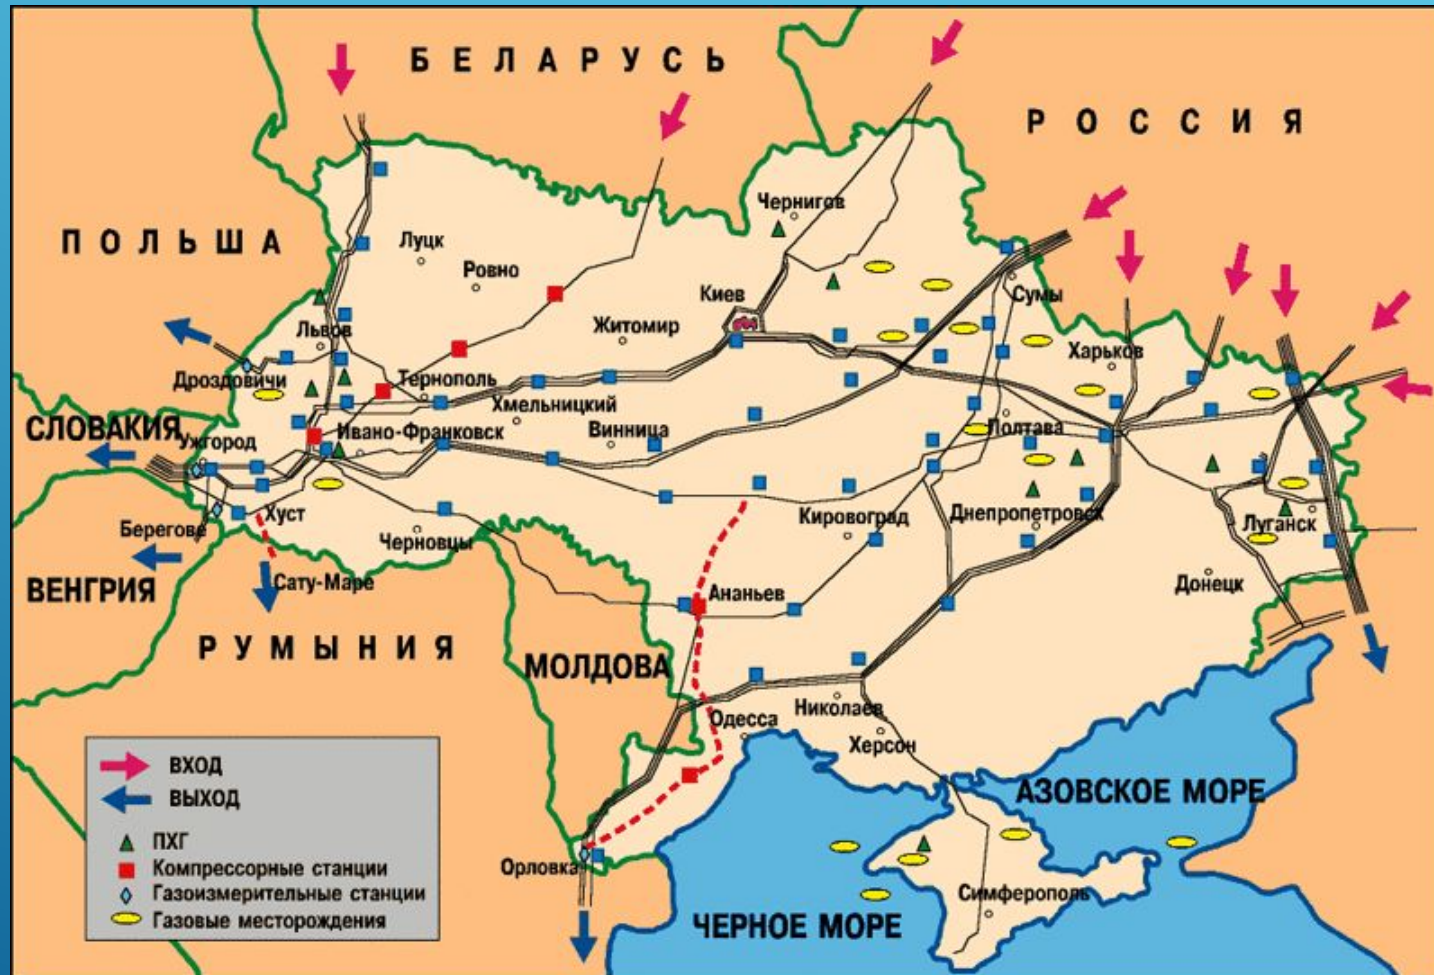 БЕЛАРУСЬ
РОССИЯ
ПОЛЬША
Чернигов
Луцк
Ровно
Киев
Сумы
Житомир
Львов
Харьков
Дроздовичи
Тернополь
Хмельницкий
СЛОВАКИЯ
Ужгород
Ивано-Франковск
Винница
Полтава
Берегове
Хуст
Черновцы
Кировоград
Днепропетровск
Луганск
ВЕНГРИЯ
Сату-Маре
Ананьев
Донецк
РУМЫНИЯ
МОЛДОВА
Одесса
Николаев
Херсон
АЗОВСКОЕ МОРЕ
Орловка
Симферополь
ЧЕРНОЕ МОРЕ
ВХОД
ВЫХОД
ПХГ
Компрессорные станции
Газоизмерительные станции
Газовые месторождения